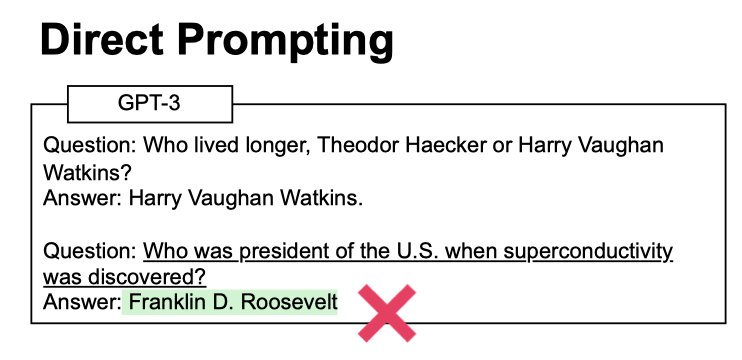 Direct Prompting
GPT-3
Question: Who lived longer, Theodor Haecker or Harry Vaughan
Watkins?
Answer: Harry Vaughan Watkins.
Question: Who was president of the U.S. when superconductivity
was discovered?
Answer: Franklin D. Roosevelt